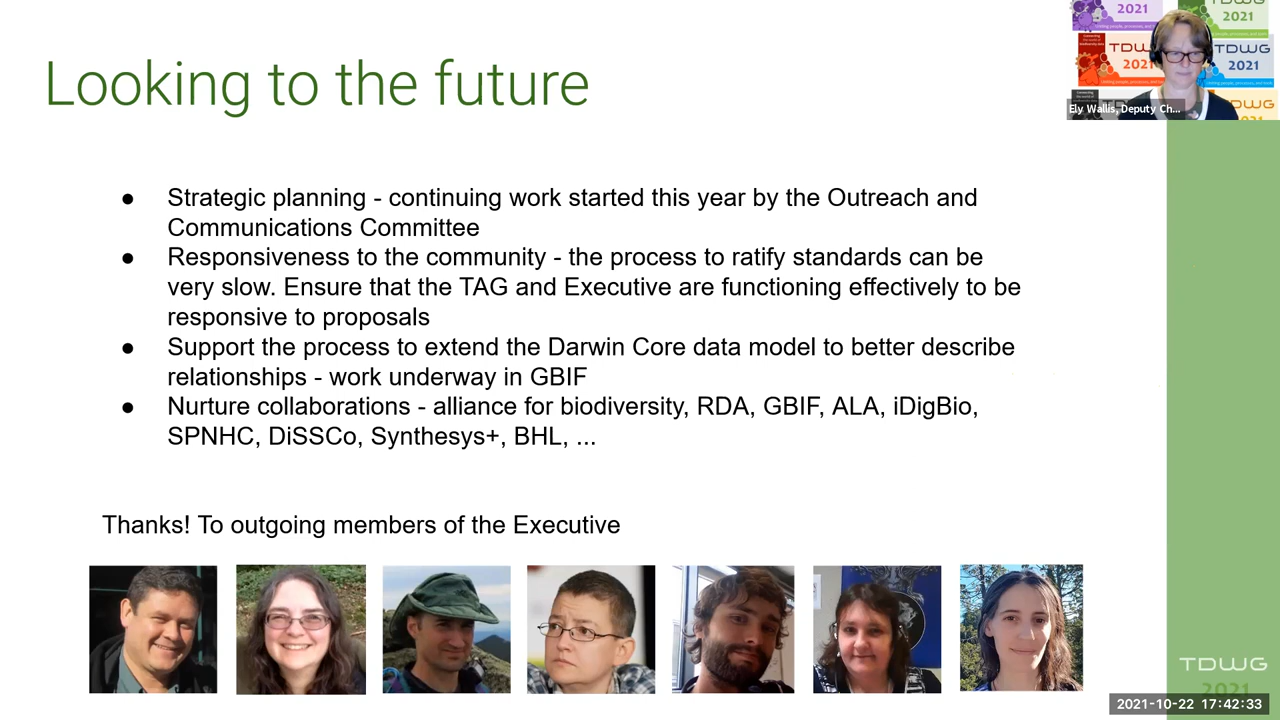 Looking to the future
● Strategic planning - continuing work started this year by the Outreach and
Communications Committee
● Responsiveness to the community - the process to ratify standards can be
very slow. Ensure that the TAG and Executive are functioning effectively to be
responsive to proposals
● Support the process to extend the Darwin Core data model to better describe
relationships - work underway in GBIF
● Nurture collaborations - alliance for biodiversity, RDA, GBIF, ALA, iDigBio,
SPNHC, DiSSCo, Synthesys+, BHL, ...
Thanks! To outgoing members of the Executive
2021
2021
TDWG
2021
TDWG
2021
Ely Wallis, Deputy Ch...
TDWG
2021
2021-10-22 17:42:33